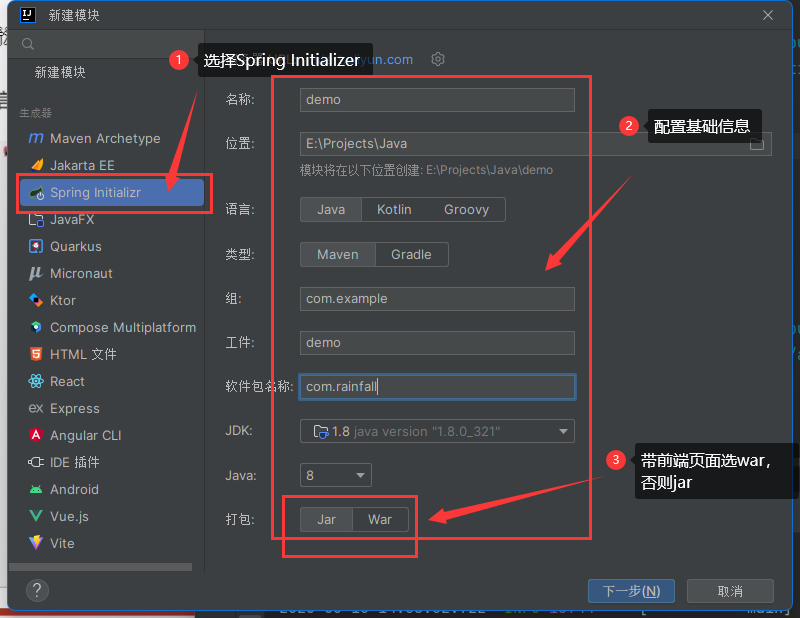 新建模块
新建模块
1 选择Spring Initializer
yun.com
生成器
Maven Archetype
Jakarta EE
Spring Initializr
JavaFX
Quarkus
Micronaut
Ktor
Compose Multiplatform
HTML 文件
React
Express
Angular CLI
IDE 插件
Android
Vue.js
Vite
名称: demo
2 配置基础信息
位置: E:\Projects\Java
模块将在以下位置创建: E:\Projects\Java\demo
语言: Java Kotlin Groovy
类型: Maven Gradle
组: com.example
工件: demo
软件包名称: com.rainfall
JDK: 1.8 java version "1.8.0_321"
3 带前端页面选war，
否则jar
Java: 8
打包: Jar War
? 下一步(N) 取消